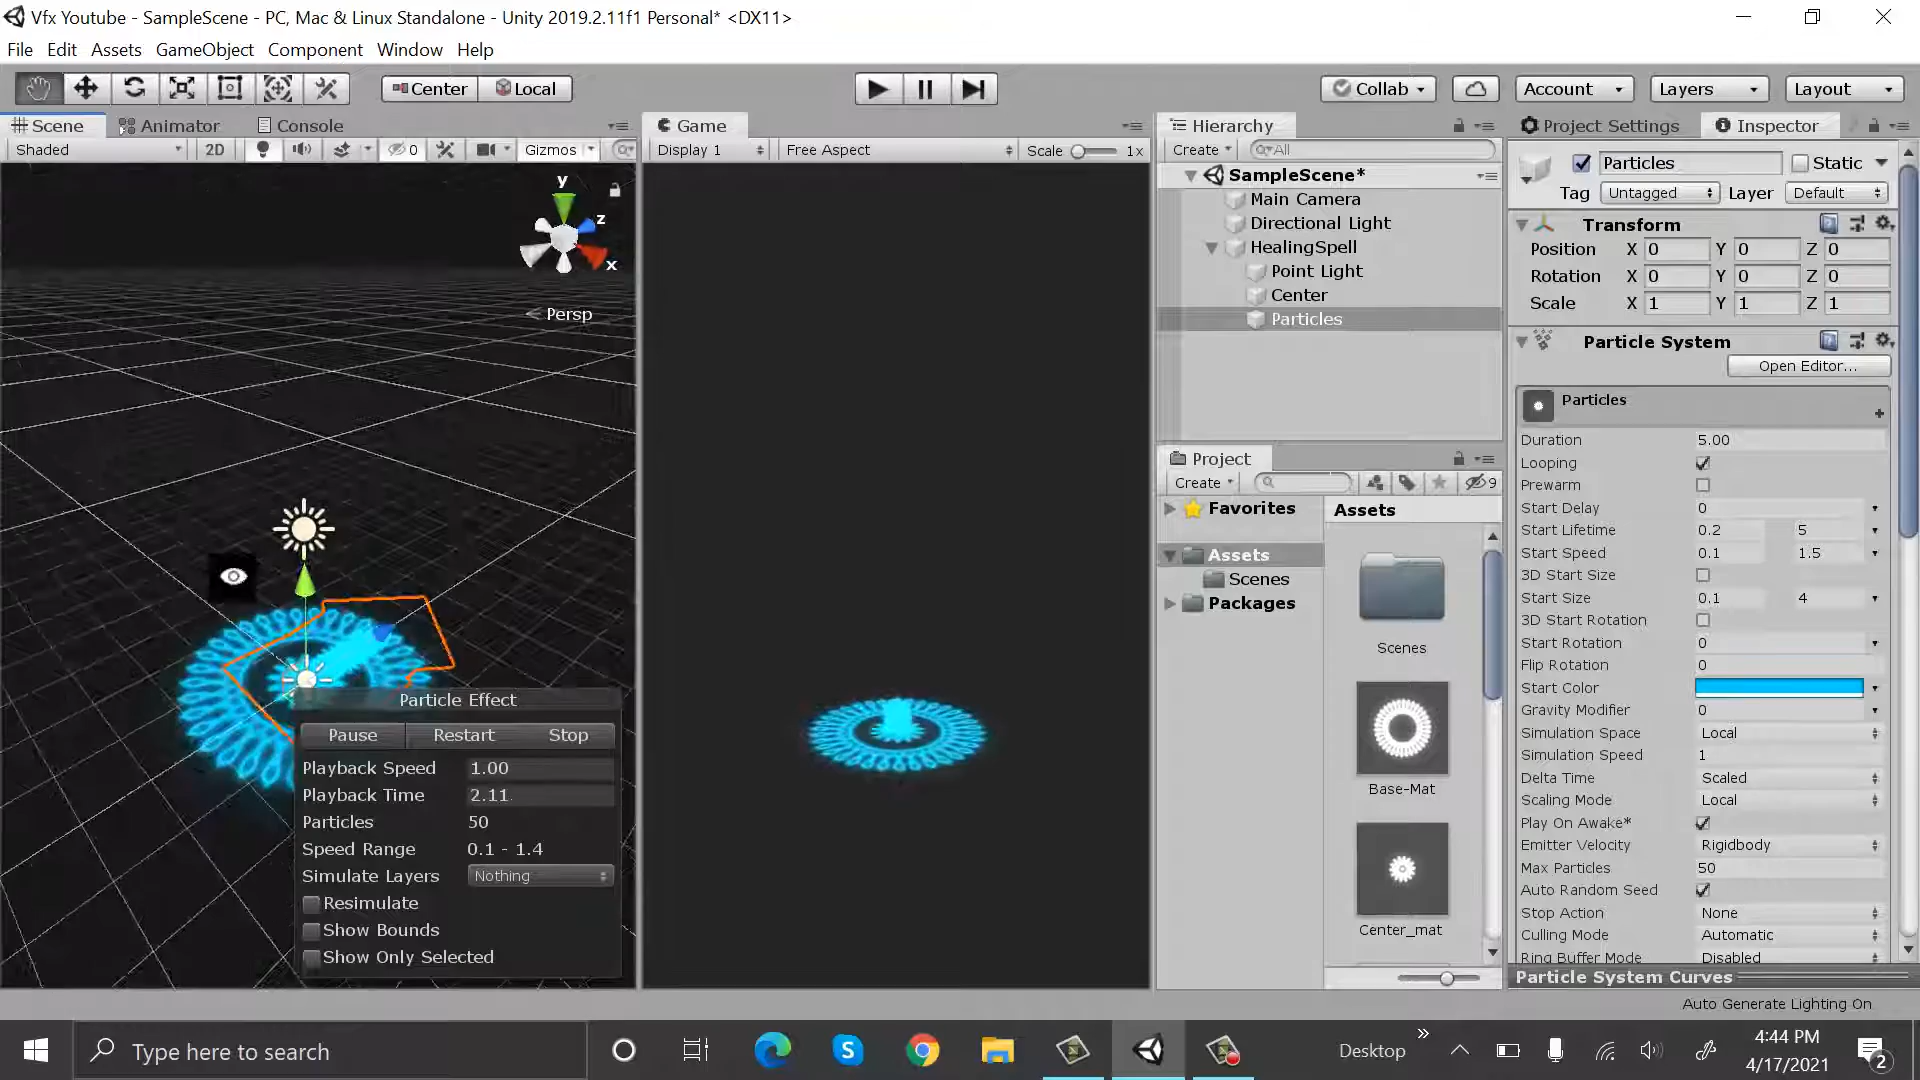 Vfx Youtube - SampleScene - PC, Mac & Linux Standalone - Unity 2019.2.11f1 Personal* <DX11>
File Edit Assets GameObject Component Window Help
Center Local Collab Account Layers Layout
Scene Animator Console
Shaded 2D 0 Gizmos
y
z
x
Persp
Particle Effect
Pause Restart Stop
Playback Speed 1.00
Playback Time 2.11
Particles 50
Speed Range 0.1 - 1.4
Simulate Layers Nothing
Resimulate
Show Bounds
Show Only Selected
Game
Display 1 Free Aspect Scale 1x
Hierarchy
Create All
SampleScene*
Main Camera
Directional Light
HealingSpell
Point Light
Center
Particles
Project
Create 9
Favorites
Assets
Scenes
Packages
Assets
Scenes
Base-Mat
Center_mat
Project Settings Inspector
Particles Static
Tag Untagged Layer Default
Transform
Position X 0 Y 0 Z 0
Rotation X 0 Y 0 Z 0
Scale X 1 Y 1 Z 1
Particle System
Open Editor...
Particles
Duration 5.00
Looping
Prewarm
Start Delay 0
Start Lifetime 0.2 5
Start Speed 0.1 1.5
3D Start Size
Start Size 0.1 4
3D Start Rotation
Start Rotation 0
Flip Rotation 0
Start Color
Gravity Modifier 0
Simulation Space Local
Simulation Speed 1
Delta Time Scaled
Scaling Mode Local
Play On Awake*
Emitter Velocity Rigidbody
Max Particles 50
Auto Random Seed
Stop Action None
Culling Mode Automatic
Ring Buffer Mode Disabled
Particle System Curves
Auto Generate Lighting On
Type here to search
Desktop
4:44 PM
4/17/2021
2